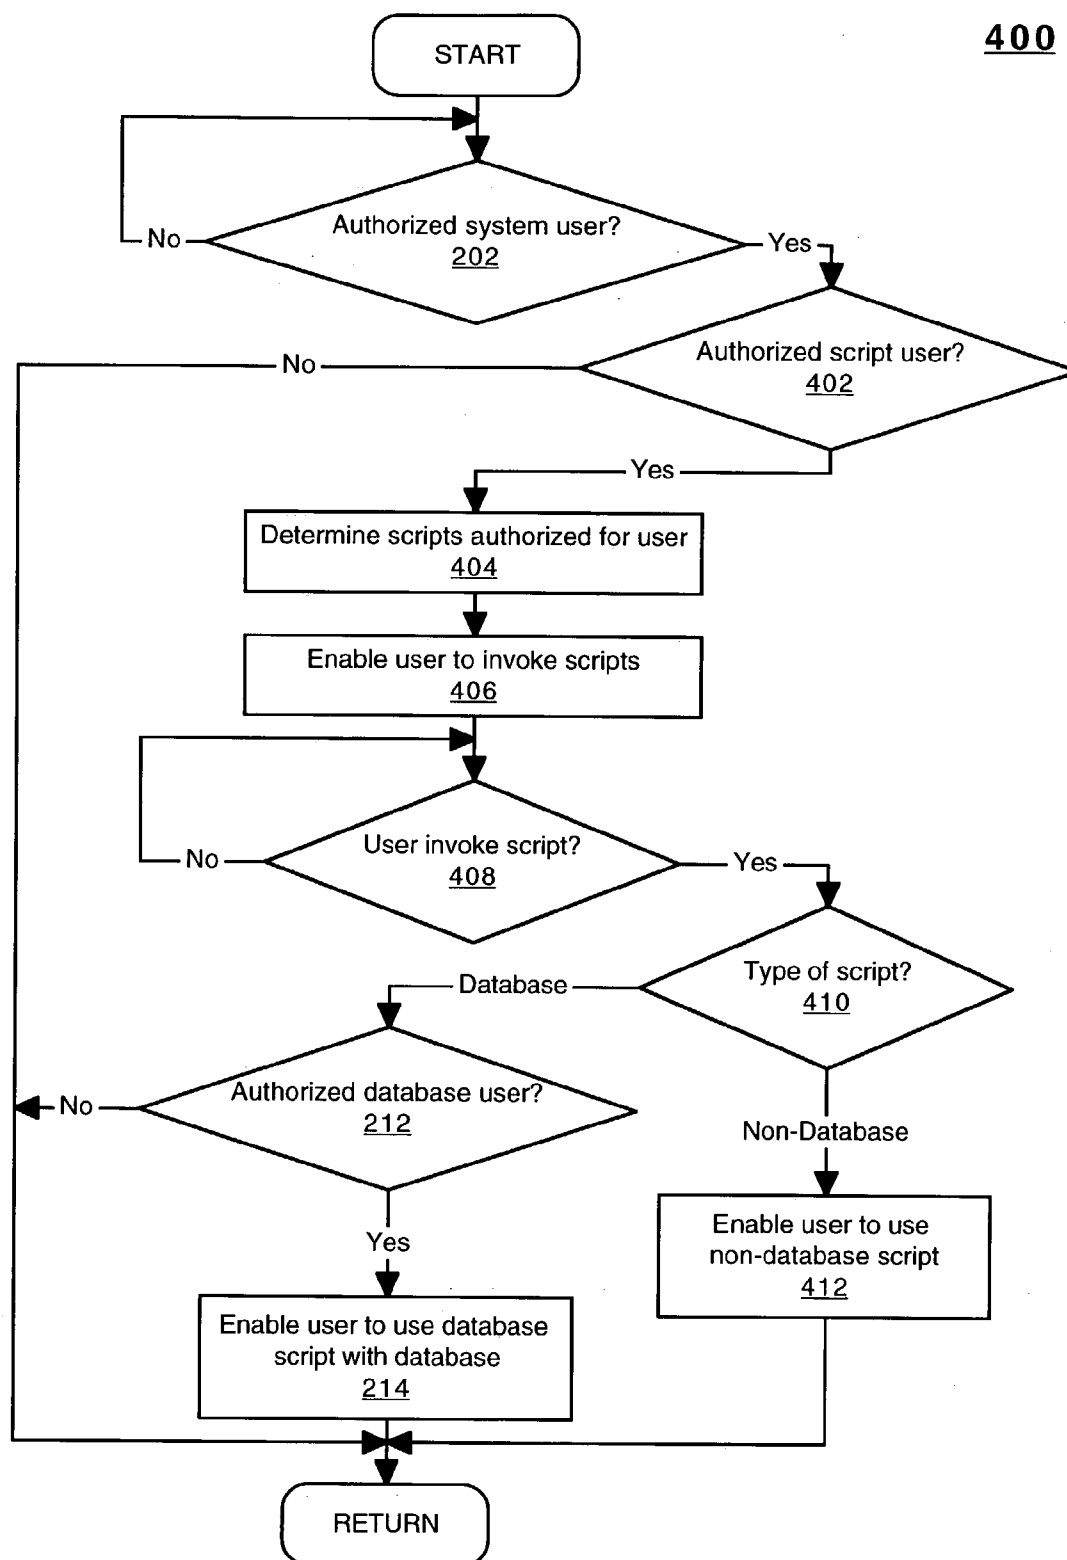 400
START
Authorized system user?
202
No
Yes
Authorized script user?
402
No
Yes
Determine scripts authorized for user
404
Enable user to invoke scripts
406
User invoke script?
408
No
Yes
Type of script?
410
Database
Authorized database user?
212
No
Non-Database
Yes
Enable user to use
non-database script
412
Enable user to use database
script with database
214
RETURN